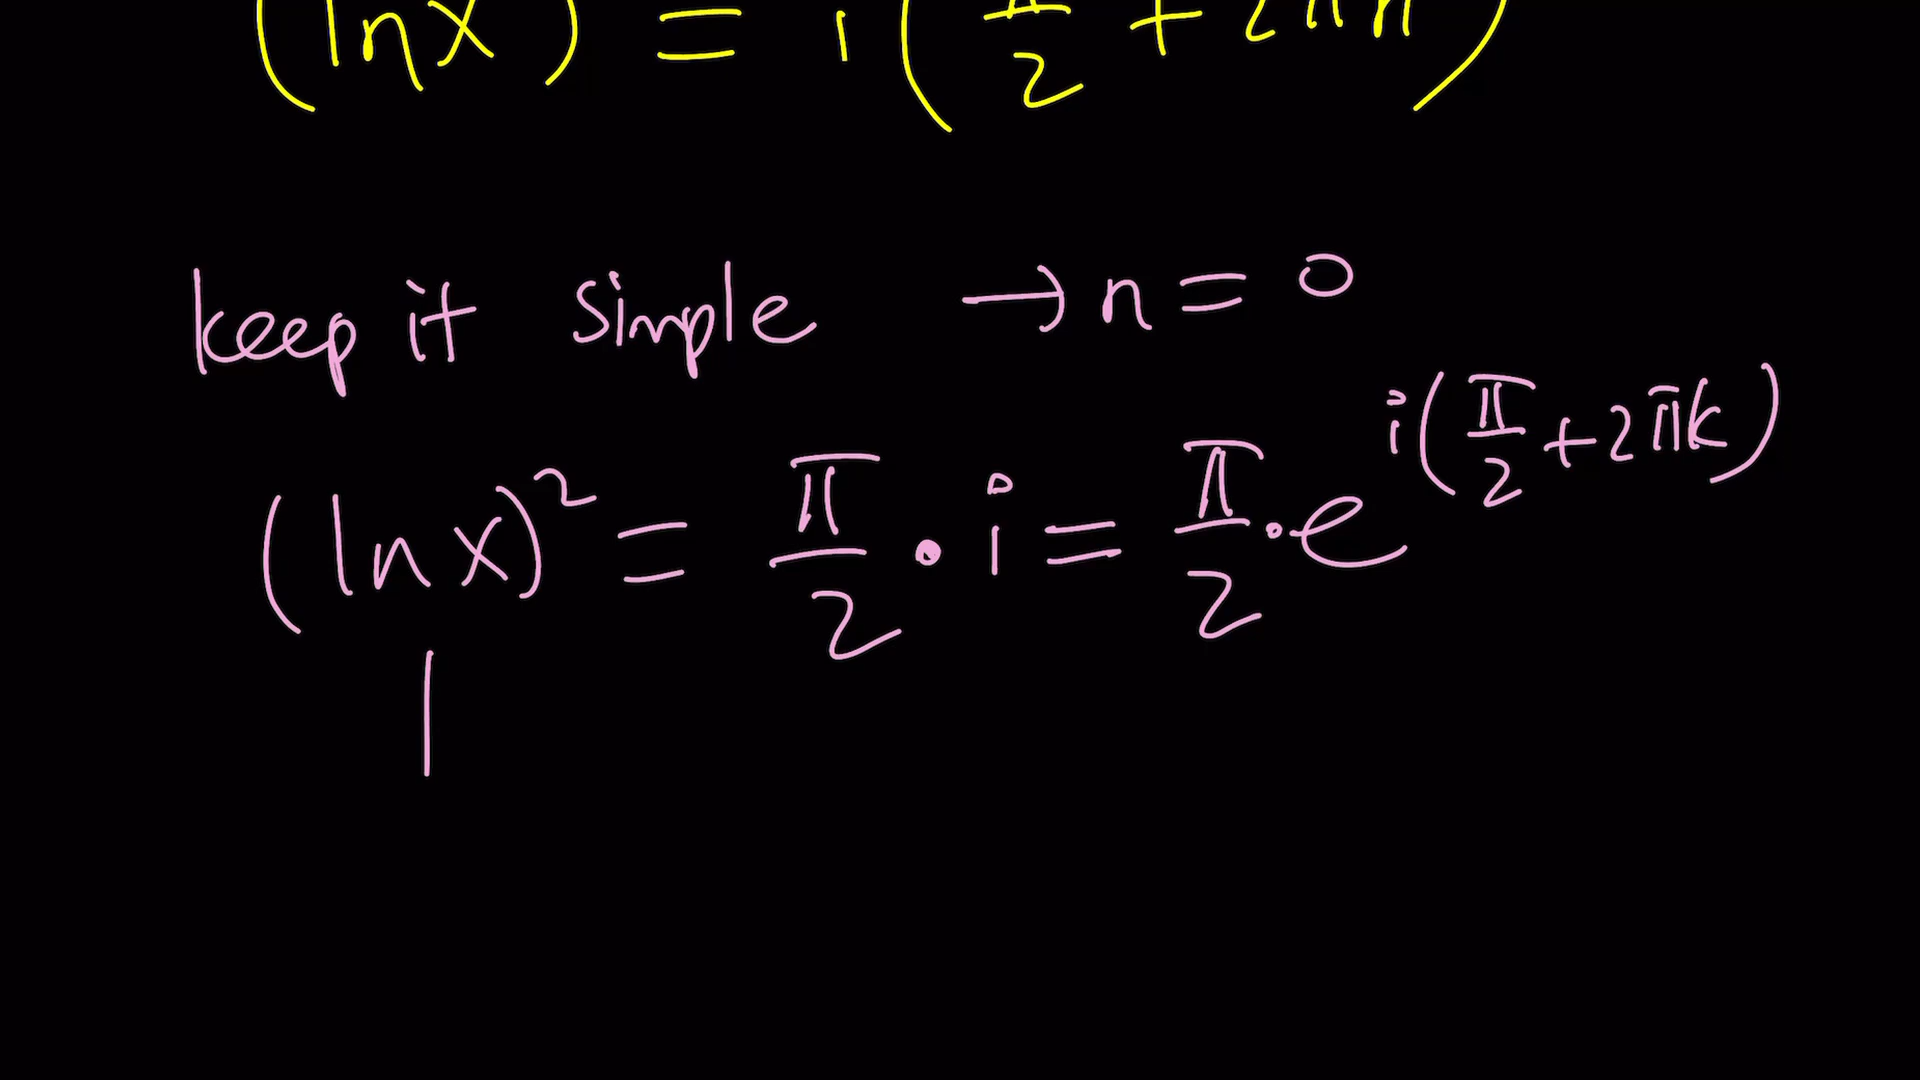 (ln x) = i(π/2 + 2πn)
keep it simple → n = 0
(ln x)² = π/2 · i = π/2 · e^i(π/2 + 2πk)
l